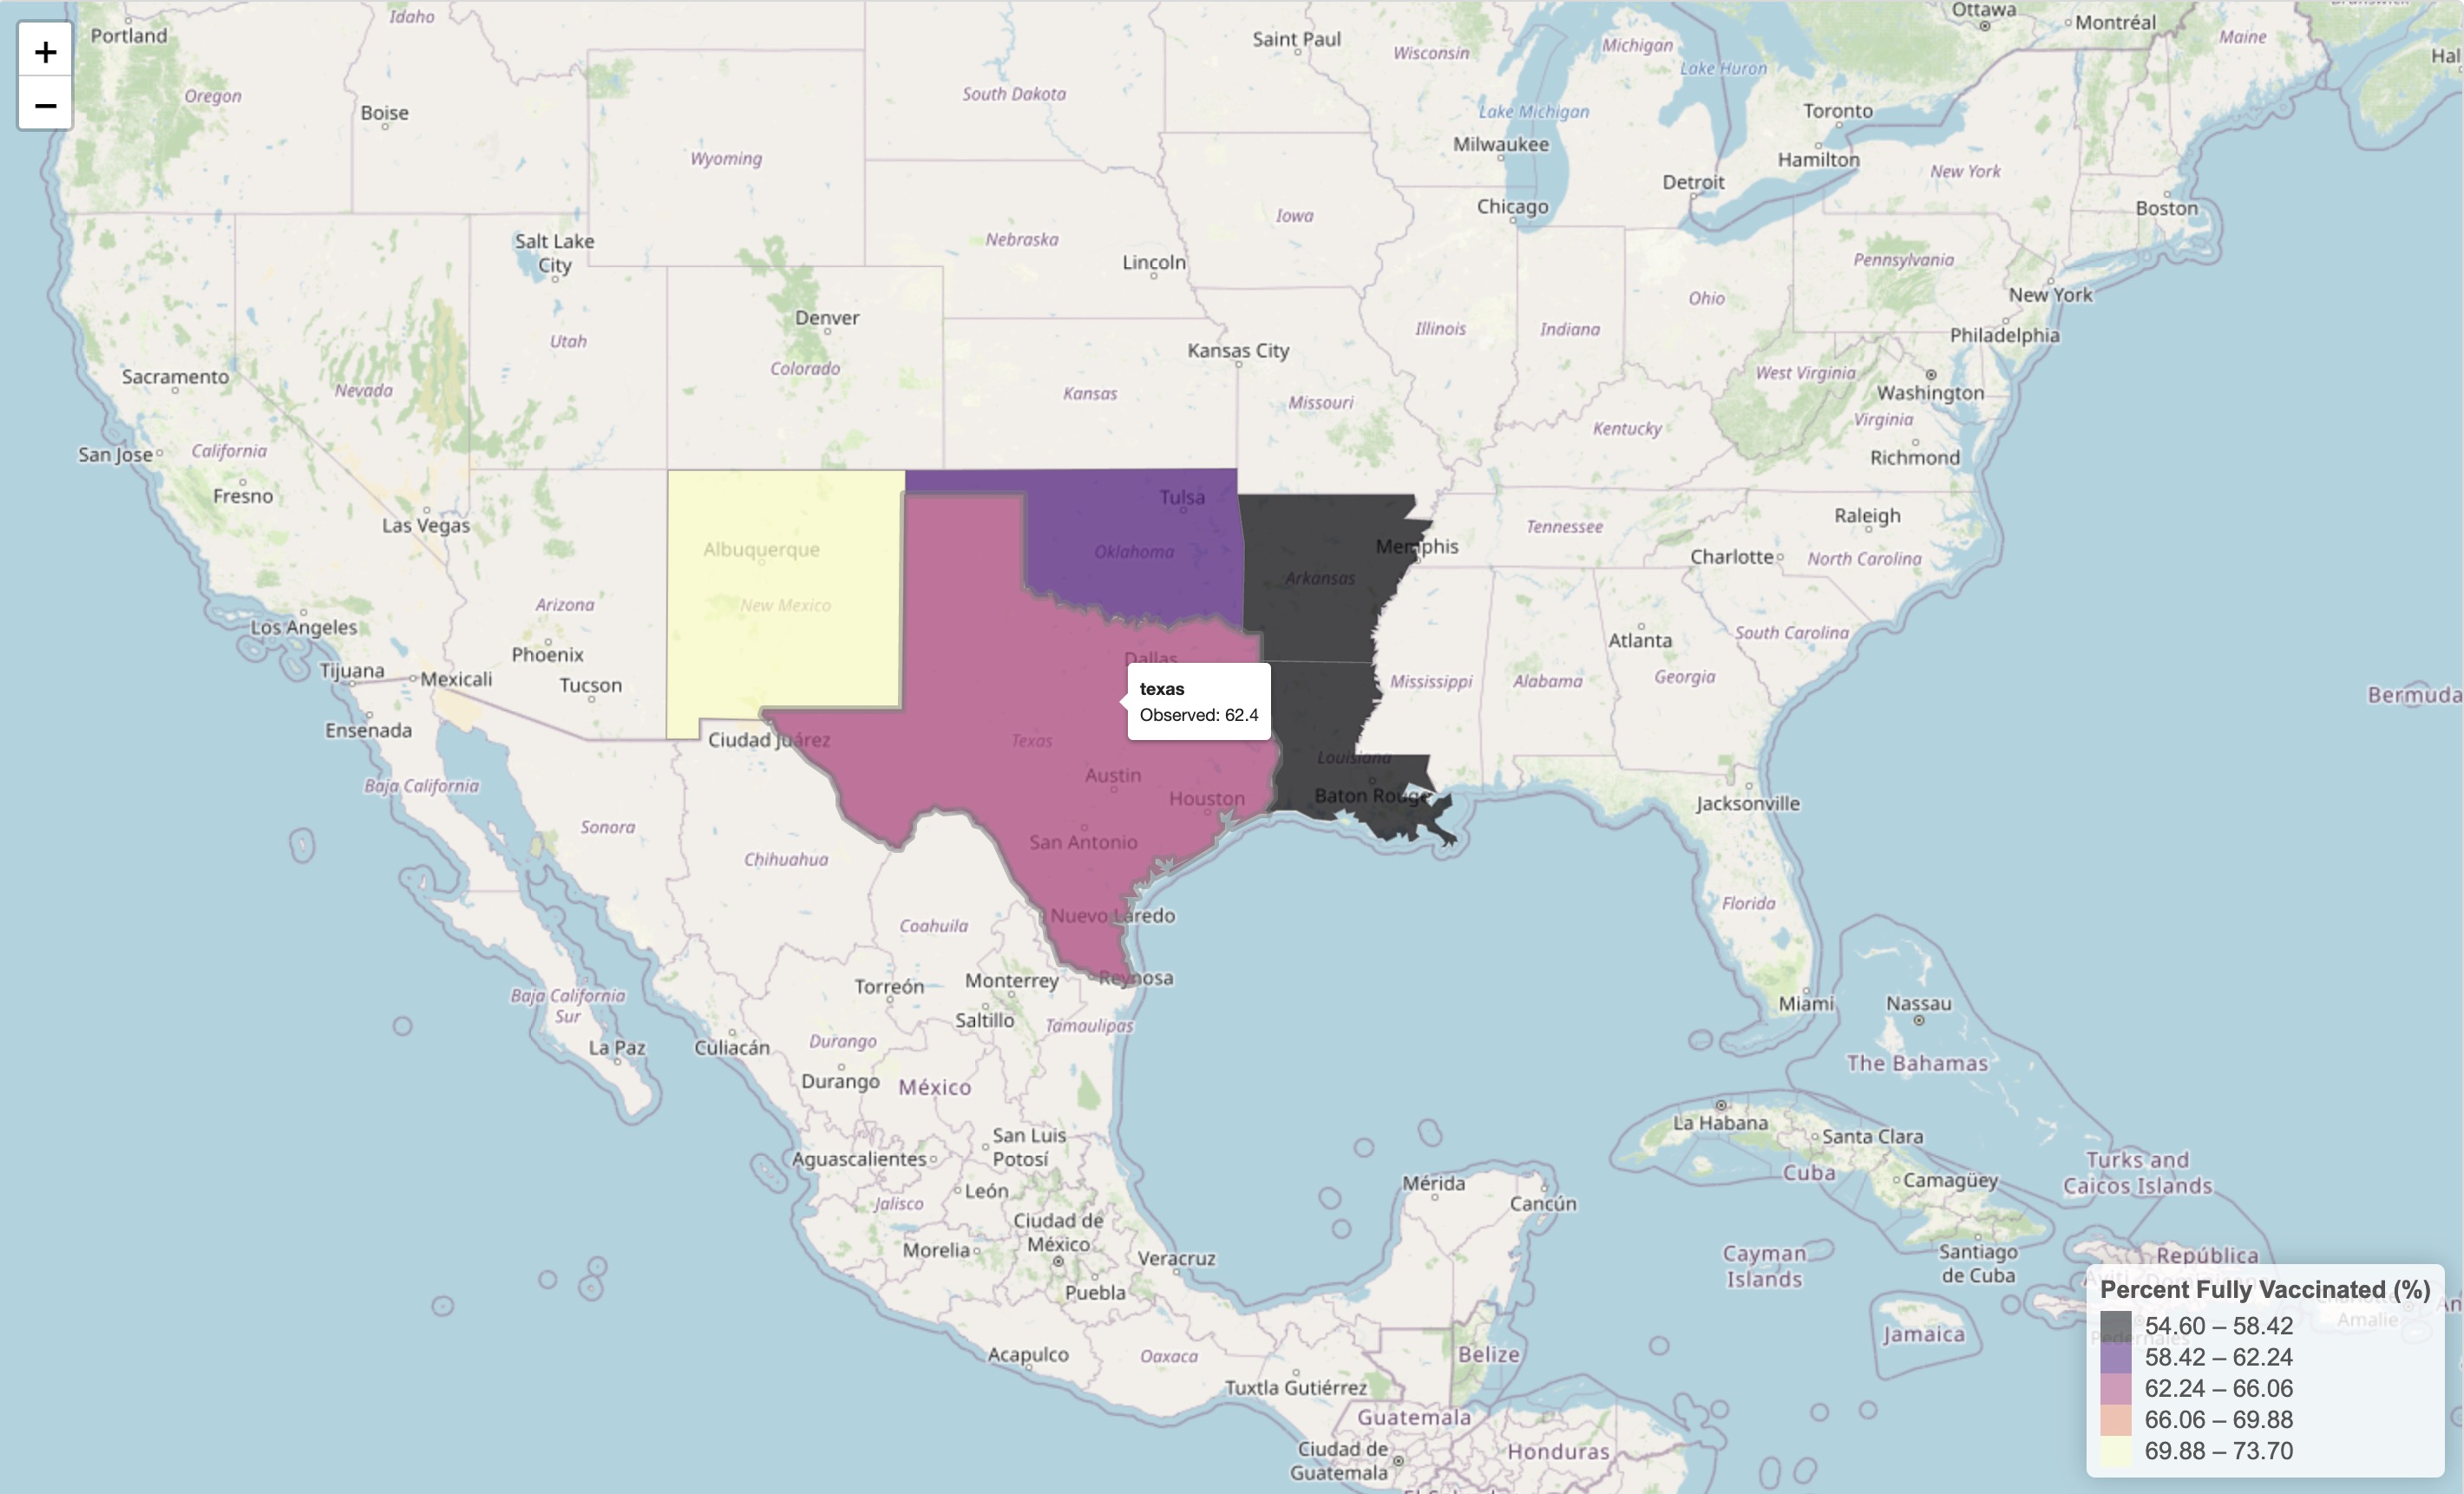 +
−
Portland
Idaho
Saint Paul
Wisconsin
Michigan
Ottawa
Montréal
Maine
Lake Huron
Oregon
Boise
South Dakota
Lake Michigan
Toronto
Milwaukee
Hamilton
Wyoming
Detroit
New York
Chicago
Boston
Iowa
Salt Lake
City
Nebraska
Lincoln
Pennsylvania
New York
Ohio
Denver
Illinois
Indiana
Philadelphia
Utah
Kansas City
Colorado
Sacramento
Nevada
Kansas
Missouri
West Virginia
Washington
Kentucky
Virginia
San Jose
California
Richmond
Fresno
Las Vegas
Tulsa
Raleigh
Tennessee
Albuquerque
Oklahoma
Memphis
Charlotte
North Carolina
Arkansas
Arizona
New Mexico
Los Angeles
South Carolina
Atlanta
Phoenix
Dallas
Tijuana
Mexicali
Tucson
Mississippi
Alabama
Georgia
Bermuda
texas
Observed: 62.4
Ensenada
Ciudad Juárez
Texas
Louisiana
Baja California
Austin
Houston
Baton Rouge
Jacksonville
Sonora
San Antonio
Chihuahua
Florida
Nuevo Laredo
Coahuila
Reynosa
Torreón
Monterrey
Baja California
Sur
Miami
Nassau
Saltillo
Tamaulipas
La Paz
Culiacán
Durango
The Bahamas
Durango
México
La Habana
San Luis
Potosí
Santa Clara
Aguascalientes
Turks and
Caicos Islands
Cuba
Camagüey
Mérida
León
Jalisco
Cancún
Ciudad de
México
Morelia
Veracruz
Cayman
Islands
Santiago
de Cuba
República
Puebla
Percent Fully Vaccinated (%)
54.60 – 58.42
58.42 – 62.24
62.24 – 66.06
66.06 – 69.88
69.88 – 73.70
Amalie
Jamaica
Acapulco
Oaxaca
Belize
Tuxtla Gutiérrez
Guatemala
Ciudad de
Guatemala
Honduras